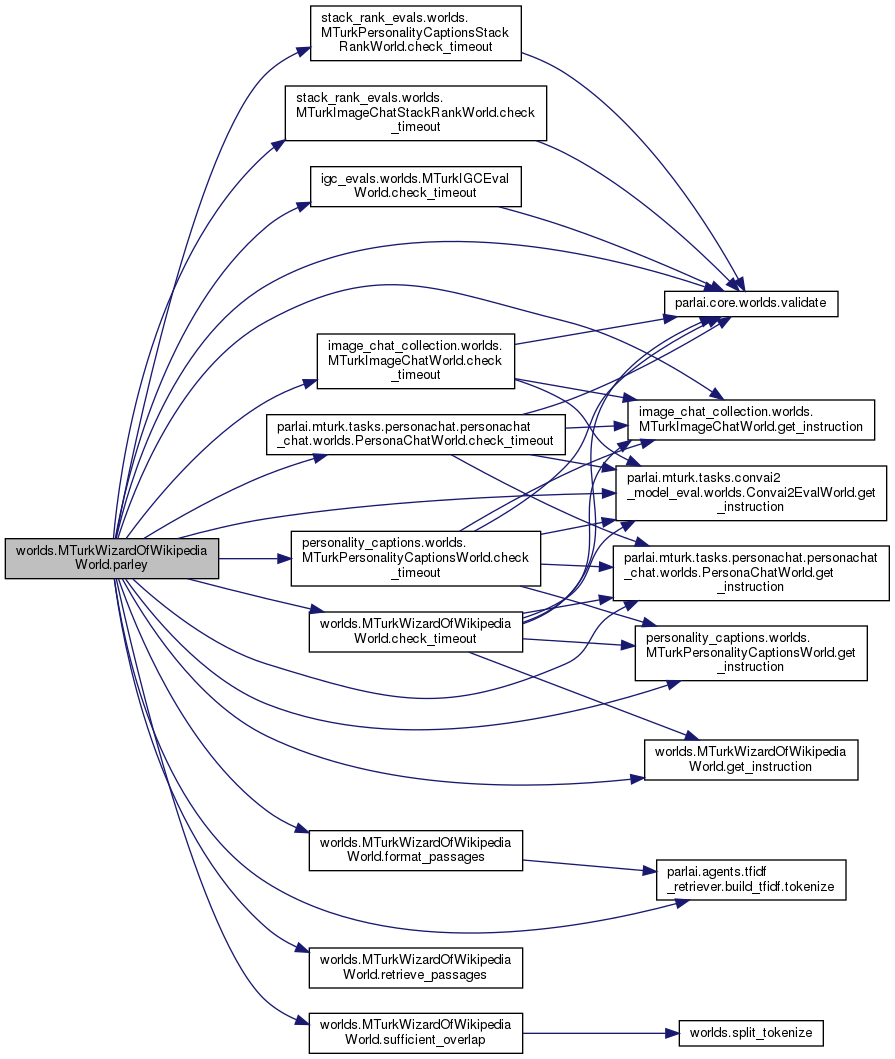 stack_rank_evals.worlds.
MTurkPersonalityCaptionsStack
RankWorld.check_timeout
stack_rank_evals.worlds.
MTurkImageChatStackRankWorld.check
_timeout
igc_evals.worlds.MTurkIGCEval
World.check_timeout
parlai.core.worlds.validate
image_chat_collection.worlds.
MTurkImageChatWorld.check
_timeout
image_chat_collection.worlds.
MTurkImageChatWorld.get_instruction
parlai.mturk.tasks.personachat.personachat
_chat.worlds.PersonaChatWorld.check_timeout
parlai.mturk.tasks.convai2
_model_eval.worlds.Convai2EvalWorld.get
_instruction
worlds.MTurkWizardOfWikipedia
World.parley
personality_captions.worlds.
MTurkPersonalityCaptionsWorld.check
_timeout
parlai.mturk.tasks.personachat.personachat
_chat.worlds.PersonaChatWorld.get
_instruction
worlds.MTurkWizardOfWikipedia
World.check_timeout
personality_captions.worlds.
MTurkPersonalityCaptionsWorld.get
_instruction
worlds.MTurkWizardOfWikipedia
World.get_instruction
worlds.MTurkWizardOfWikipedia
World.format_passages
parlai.agents.tfidf
_retriever.build_tfidf.tokenize
worlds.MTurkWizardOfWikipedia
World.retrieve_passages
worlds.MTurkWizardOfWikipedia
World.sufficient_overlap
worlds.split_tokenize